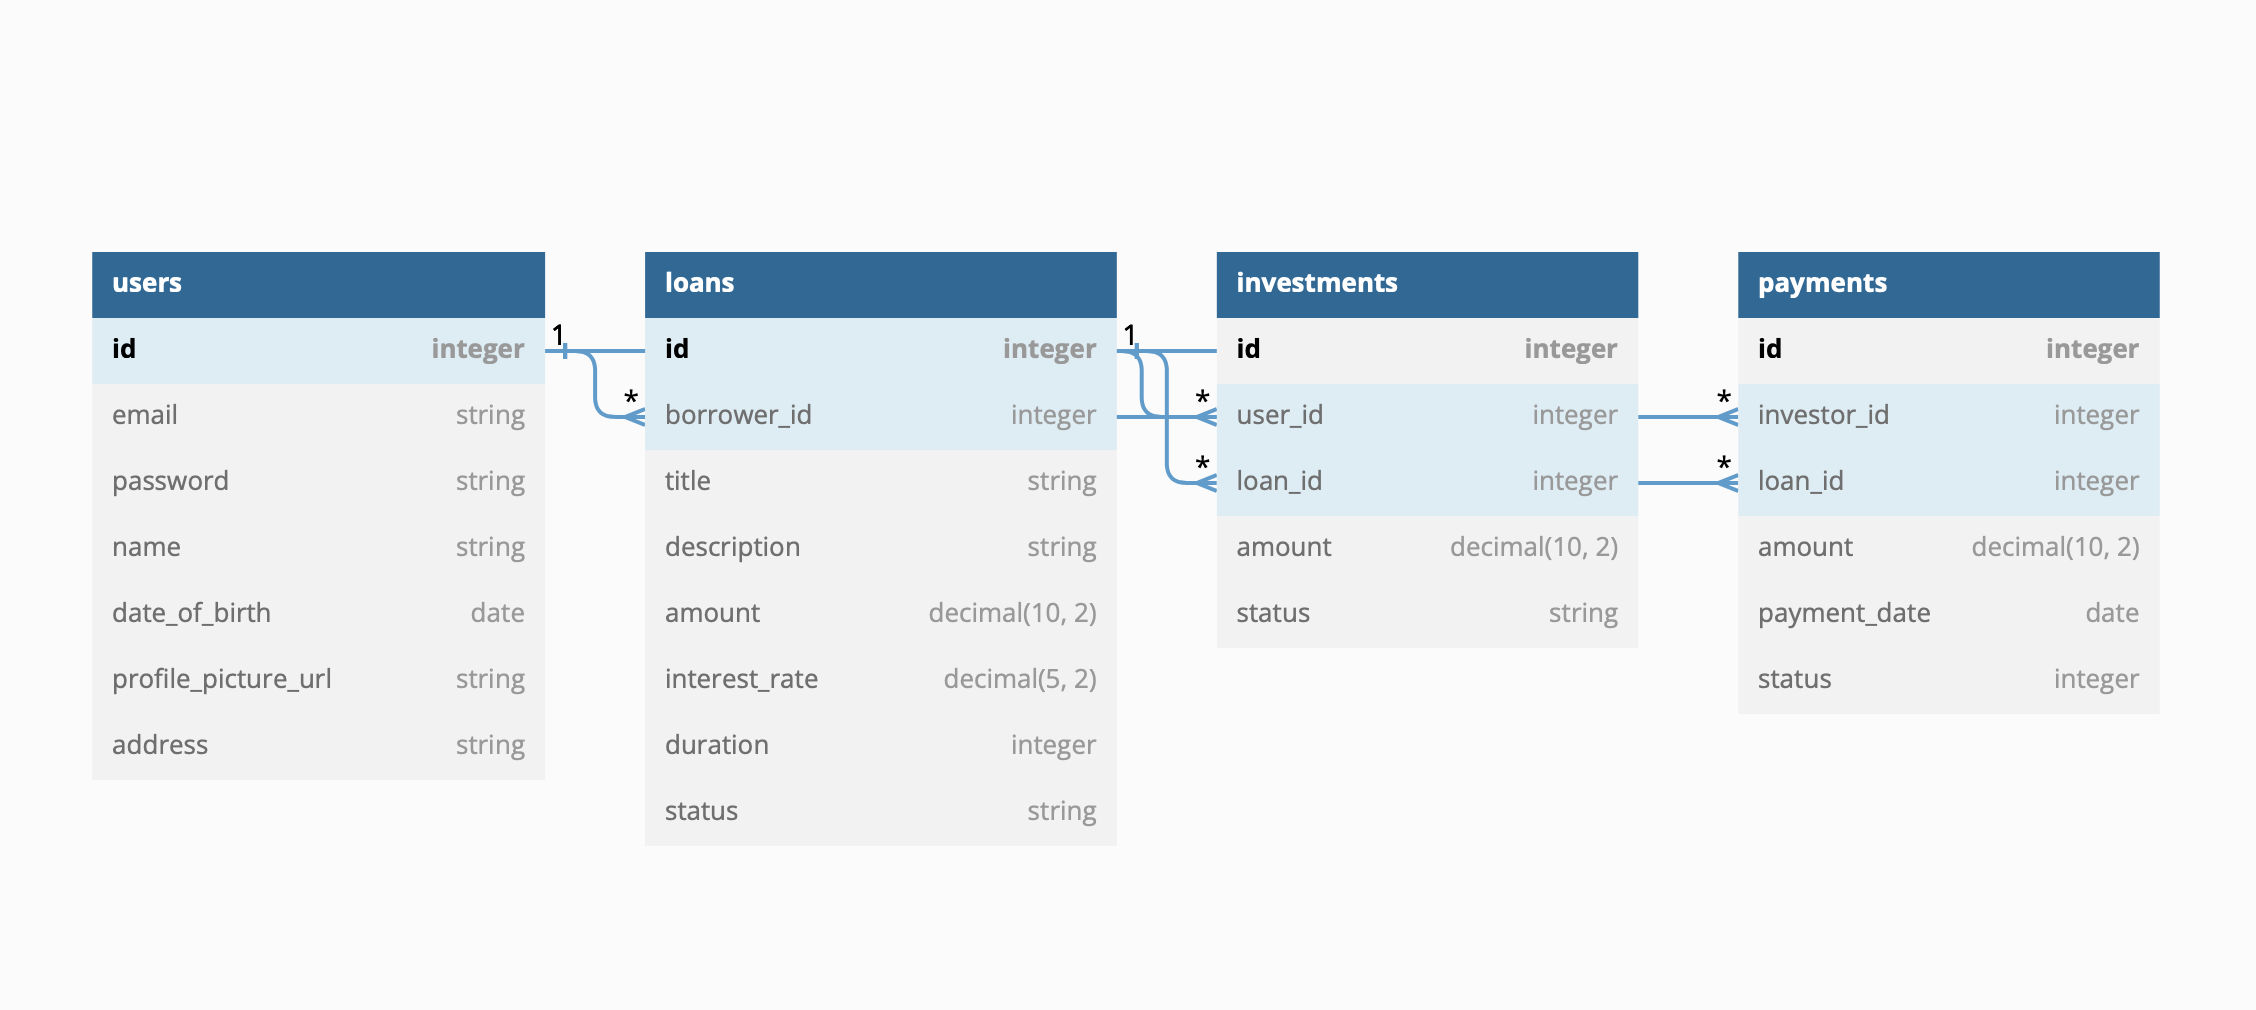 users
id integer
email string
password string
name string
date_of_birth date
profile_picture_url string
address string
1
*
loans
id integer
borrower_id integer
title string
description string
amount decimal(10, 2)
interest_rate decimal(5, 2)
duration integer
status string
1
*
*
investments
id integer
user_id integer
loan_id integer
amount decimal(10, 2)
status string
*
*
payments
id integer
investor_id integer
loan_id integer
amount decimal(10, 2)
payment_date date
status integer